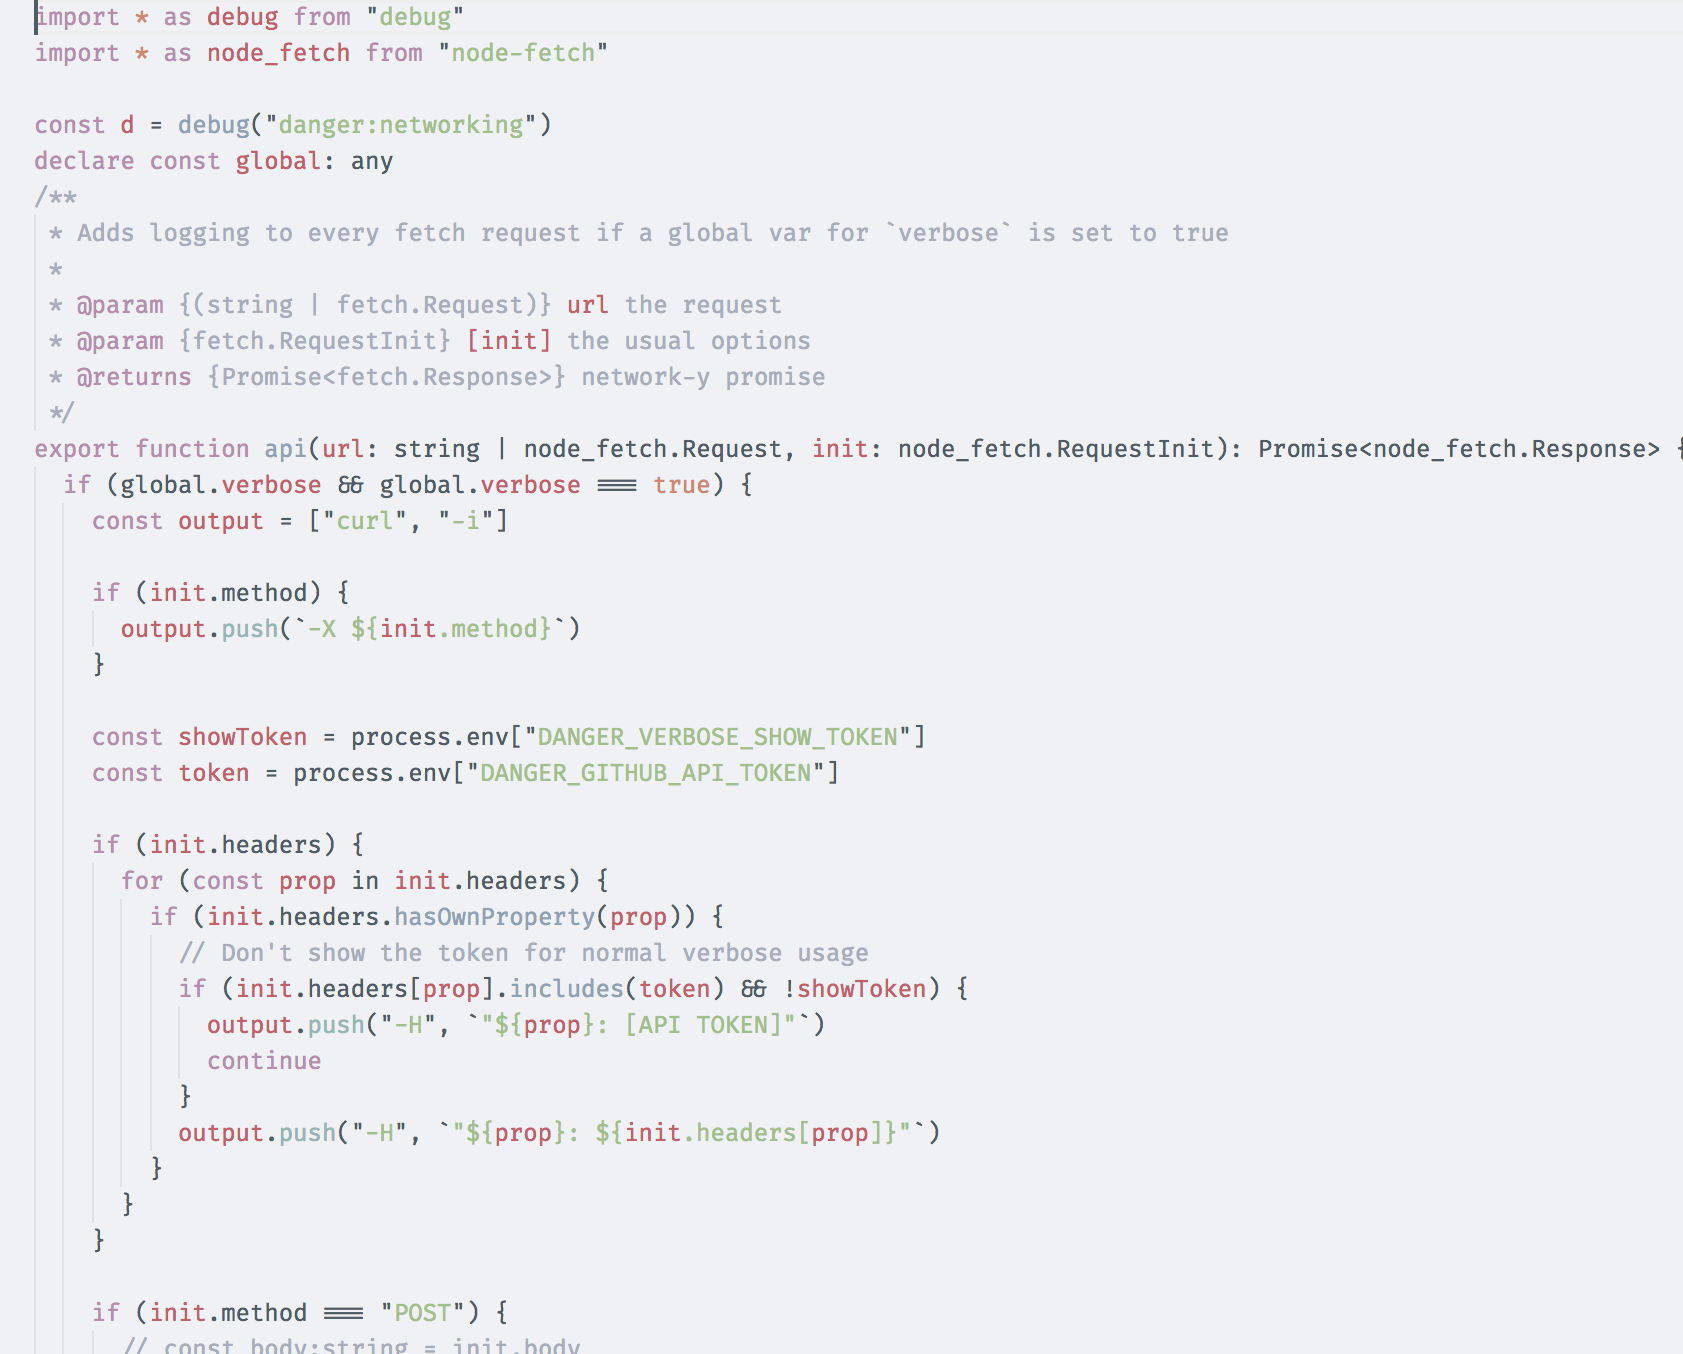 import * as debug from "debug"
import * as node_fetch from "node-fetch"

const d = debug("danger:networking")
declare const global: any
/**
 * Adds logging to every fetch request if a global var for `verbose` is set to true
 *
 * @param {(string | fetch.Request)} url the request
 * @param {fetch.RequestInit} [init] the usual options
 * @returns {Promise<fetch.Response>} network-y promise
 */
export function api(url: string | node_fetch.Request, init: node_fetch.RequestInit): Promise<node_fetch.Response> {
  if (global.verbose && global.verbose === true) {
    const output = ["curl", "-i"]

    if (init.method) {
      output.push(`-X ${init.method}`)
    }

    const showToken = process.env["DANGER_VERBOSE_SHOW_TOKEN"]
    const token = process.env["DANGER_GITHUB_API_TOKEN"]

    if (init.headers) {
      for (const prop in init.headers) {
        if (init.headers.hasOwnProperty(prop)) {
          // Don't show the token for normal verbose usage
          if (init.headers[prop].includes(token) && !showToken) {
            output.push("-H", `"${prop}: [API TOKEN]"`)
            continue
          }
          output.push("-H", `"${prop}: ${init.headers[prop]}"`)
        }
      }
    }

    if (init.method === "POST") {
      // const body:string = init.body